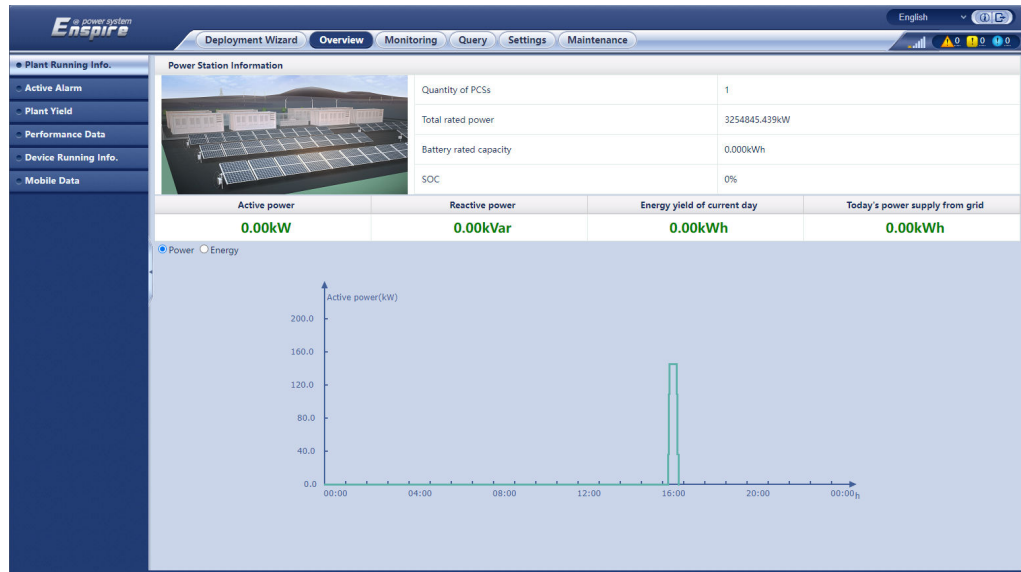 @ power system
Enspire
English
Deployment Wizard Overview Monitoring Query Settings Maintenance
0 0 0
Plant Running Info.
Active Alarm
Plant Yield
Performance Data
Device Running Info.
Mobile Data
Power Station Information
Quantity of PCSs 1
Total rated power 3254845.439kW
Battery rated capacity 0.000kWh
SOC 0%
Active power Reactive power Energy yield of current day Today's power supply from grid
0.00kW 0.00kVar 0.00kWh 0.00kWh
Power Energy
Active power(kW)
200.0
160.0
120.0
80.0
40.0
0.0
00:00 04:00 08:00 12:00 16:00 20:00 00:00 h